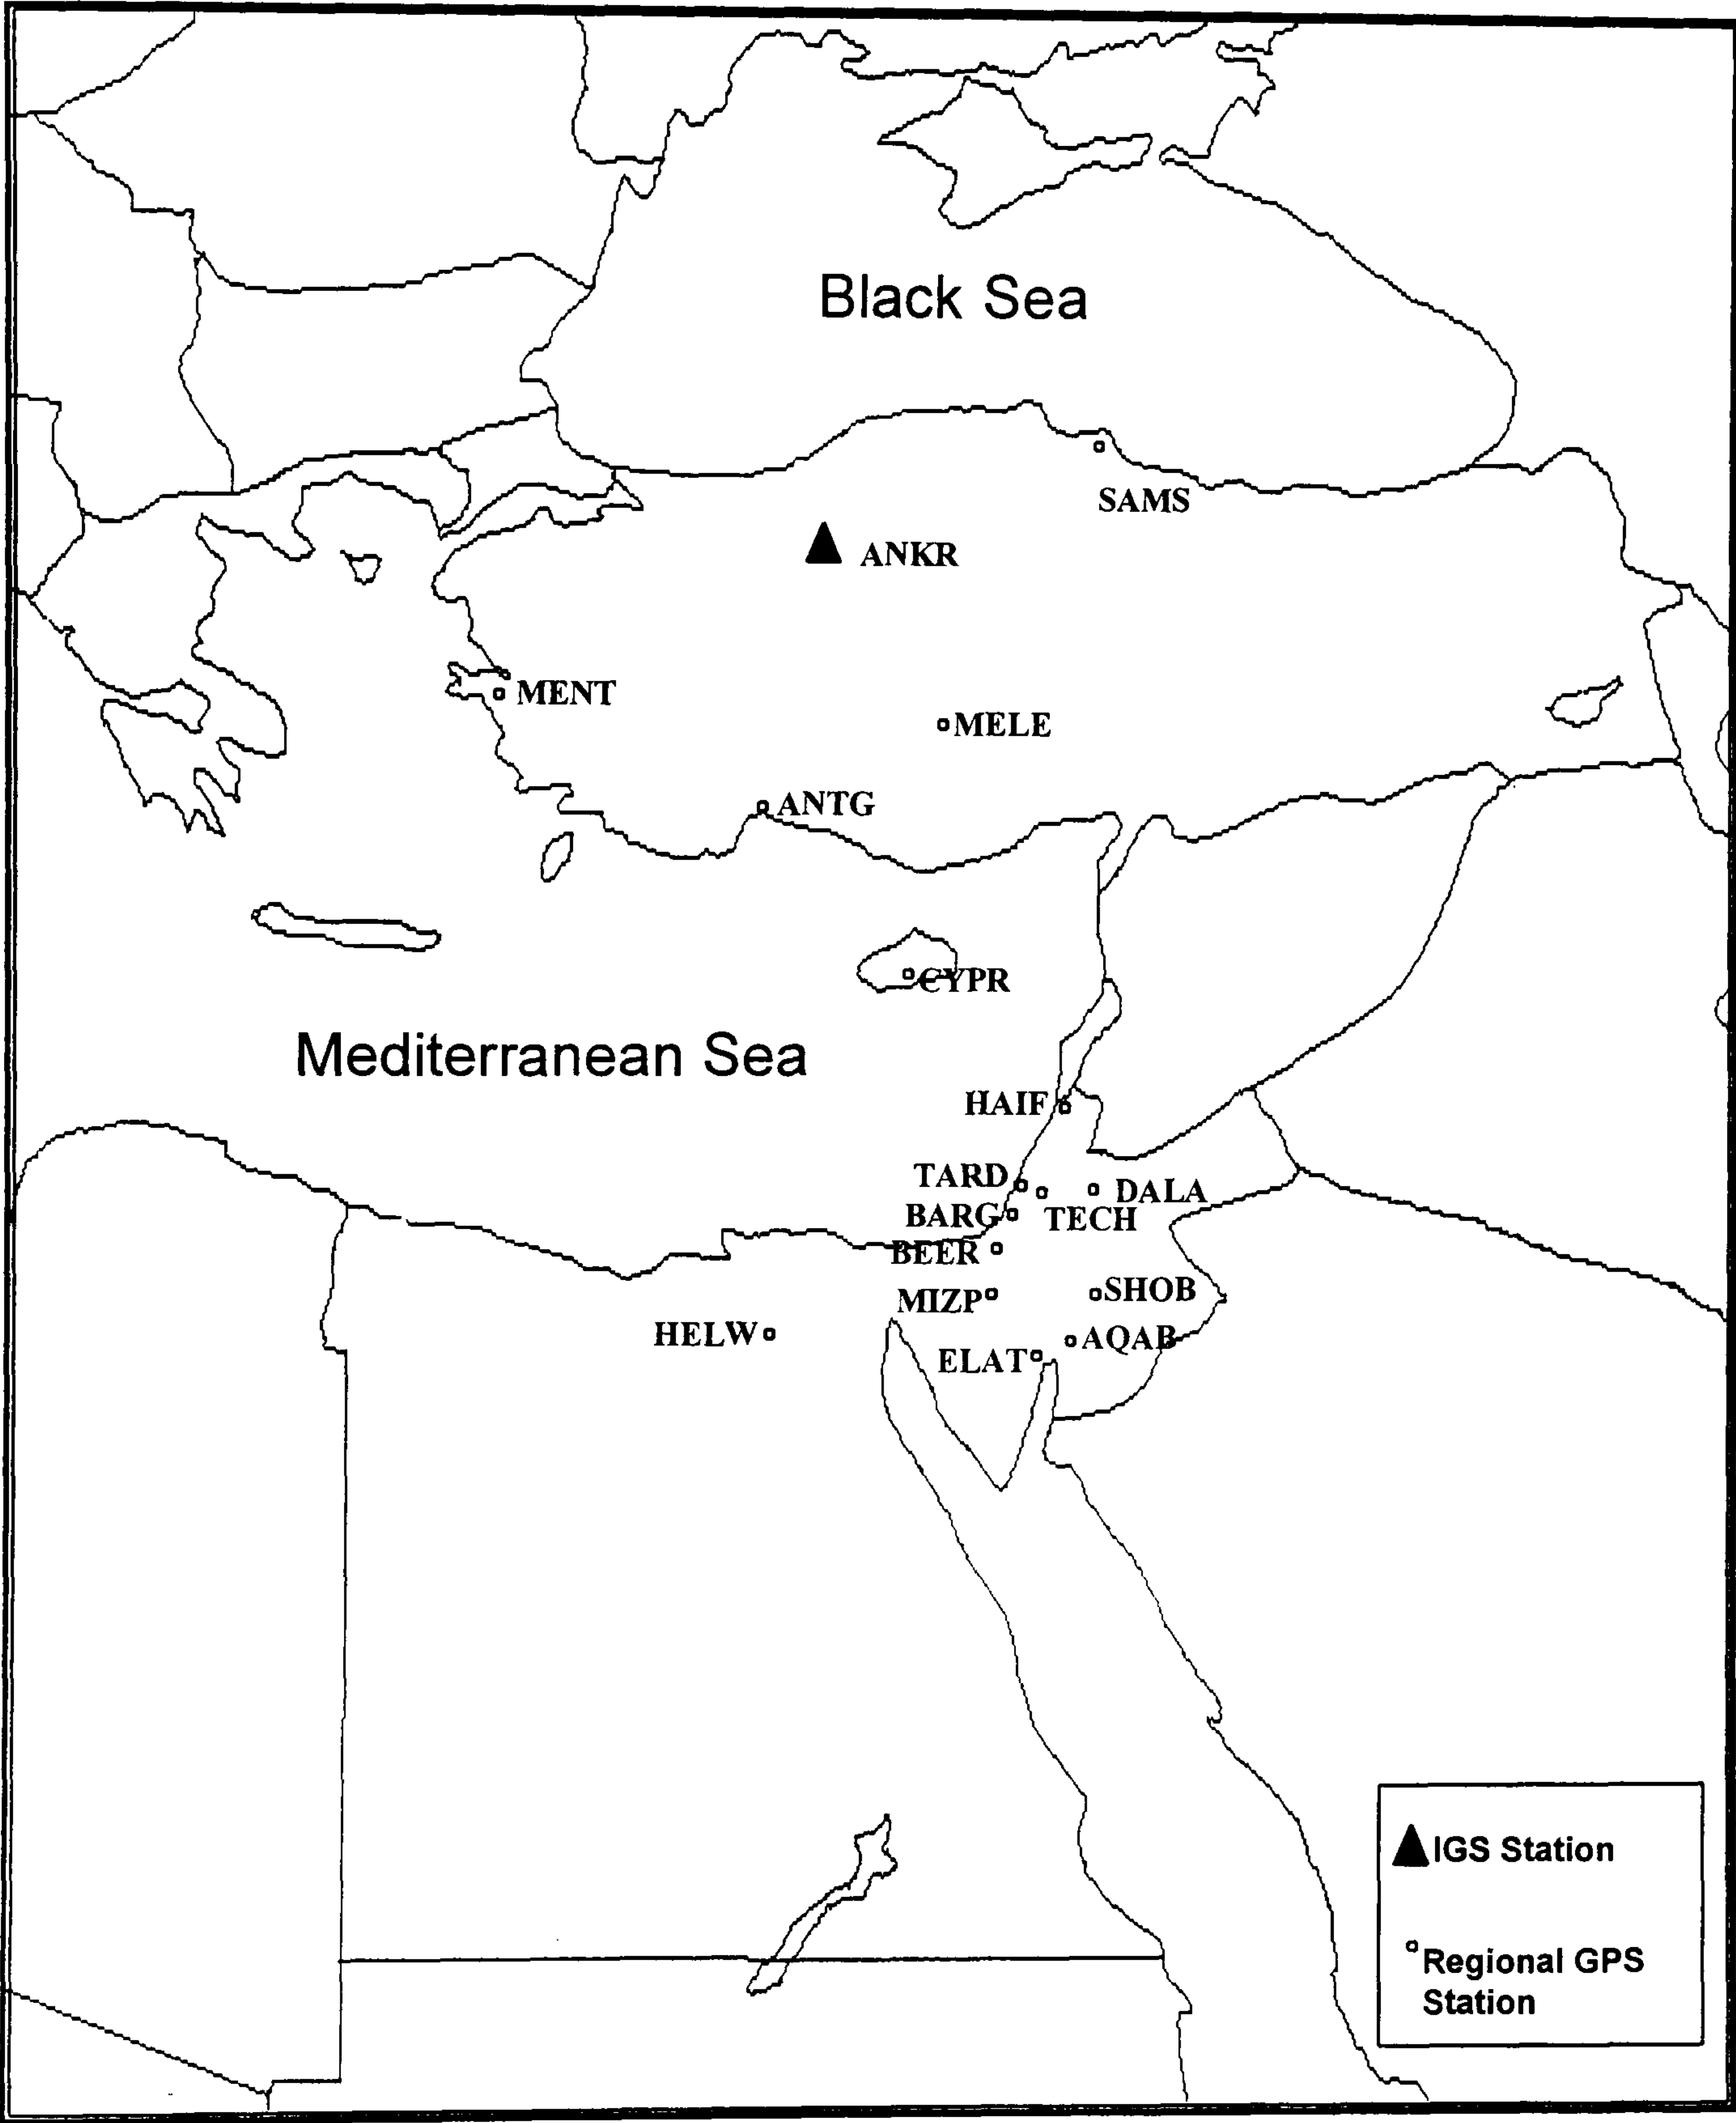 Black Sea
SAMS
ANKR
MENT
MELE
ANTG
CYPR
Mediterranean Sea
HAIF
TARD
DALA
BARG
TECH
BEER
MIZP
SHOB
HELW
AQAB
ELAT
IGS Station
Regional GPS
Station